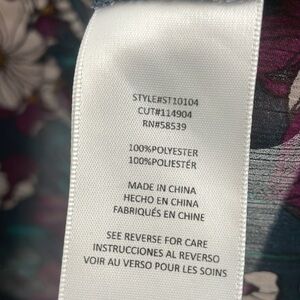 STYLE#ST10104
CUT#114904
RN#58539
100%POLYESTER
100%POLIESTÉR
MADE IN CHINA
HECHO EN CHINA
FABRIQUÉS EN CHINE
SEE REVERSE FOR CARE
INSTRUCCIONES AL REVERSO
VOIR AU VERSO POUR LES SOINS